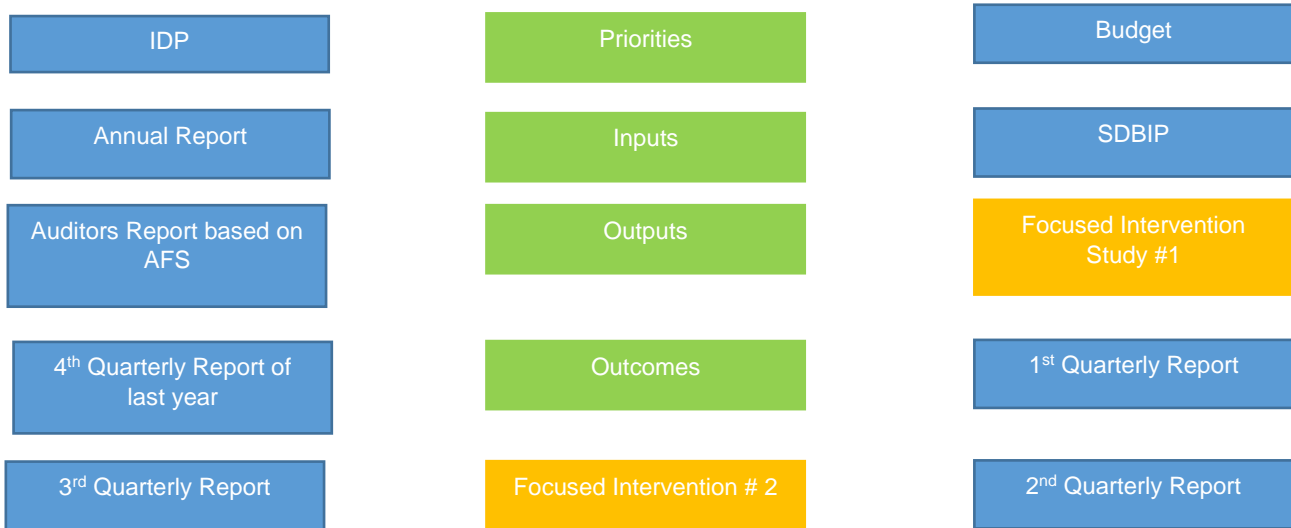 IDP
Priorities
Budget
Annual Report
Inputs
SDBIP
Auditors Report based on
AFS
Outputs
Focused Intervention
Study #1
4th Quarterly Report of
last year
Outcomes
1st Quarterly Report
3rd Quarterly Report
Focused Intervention # 2
2nd Quarterly Report